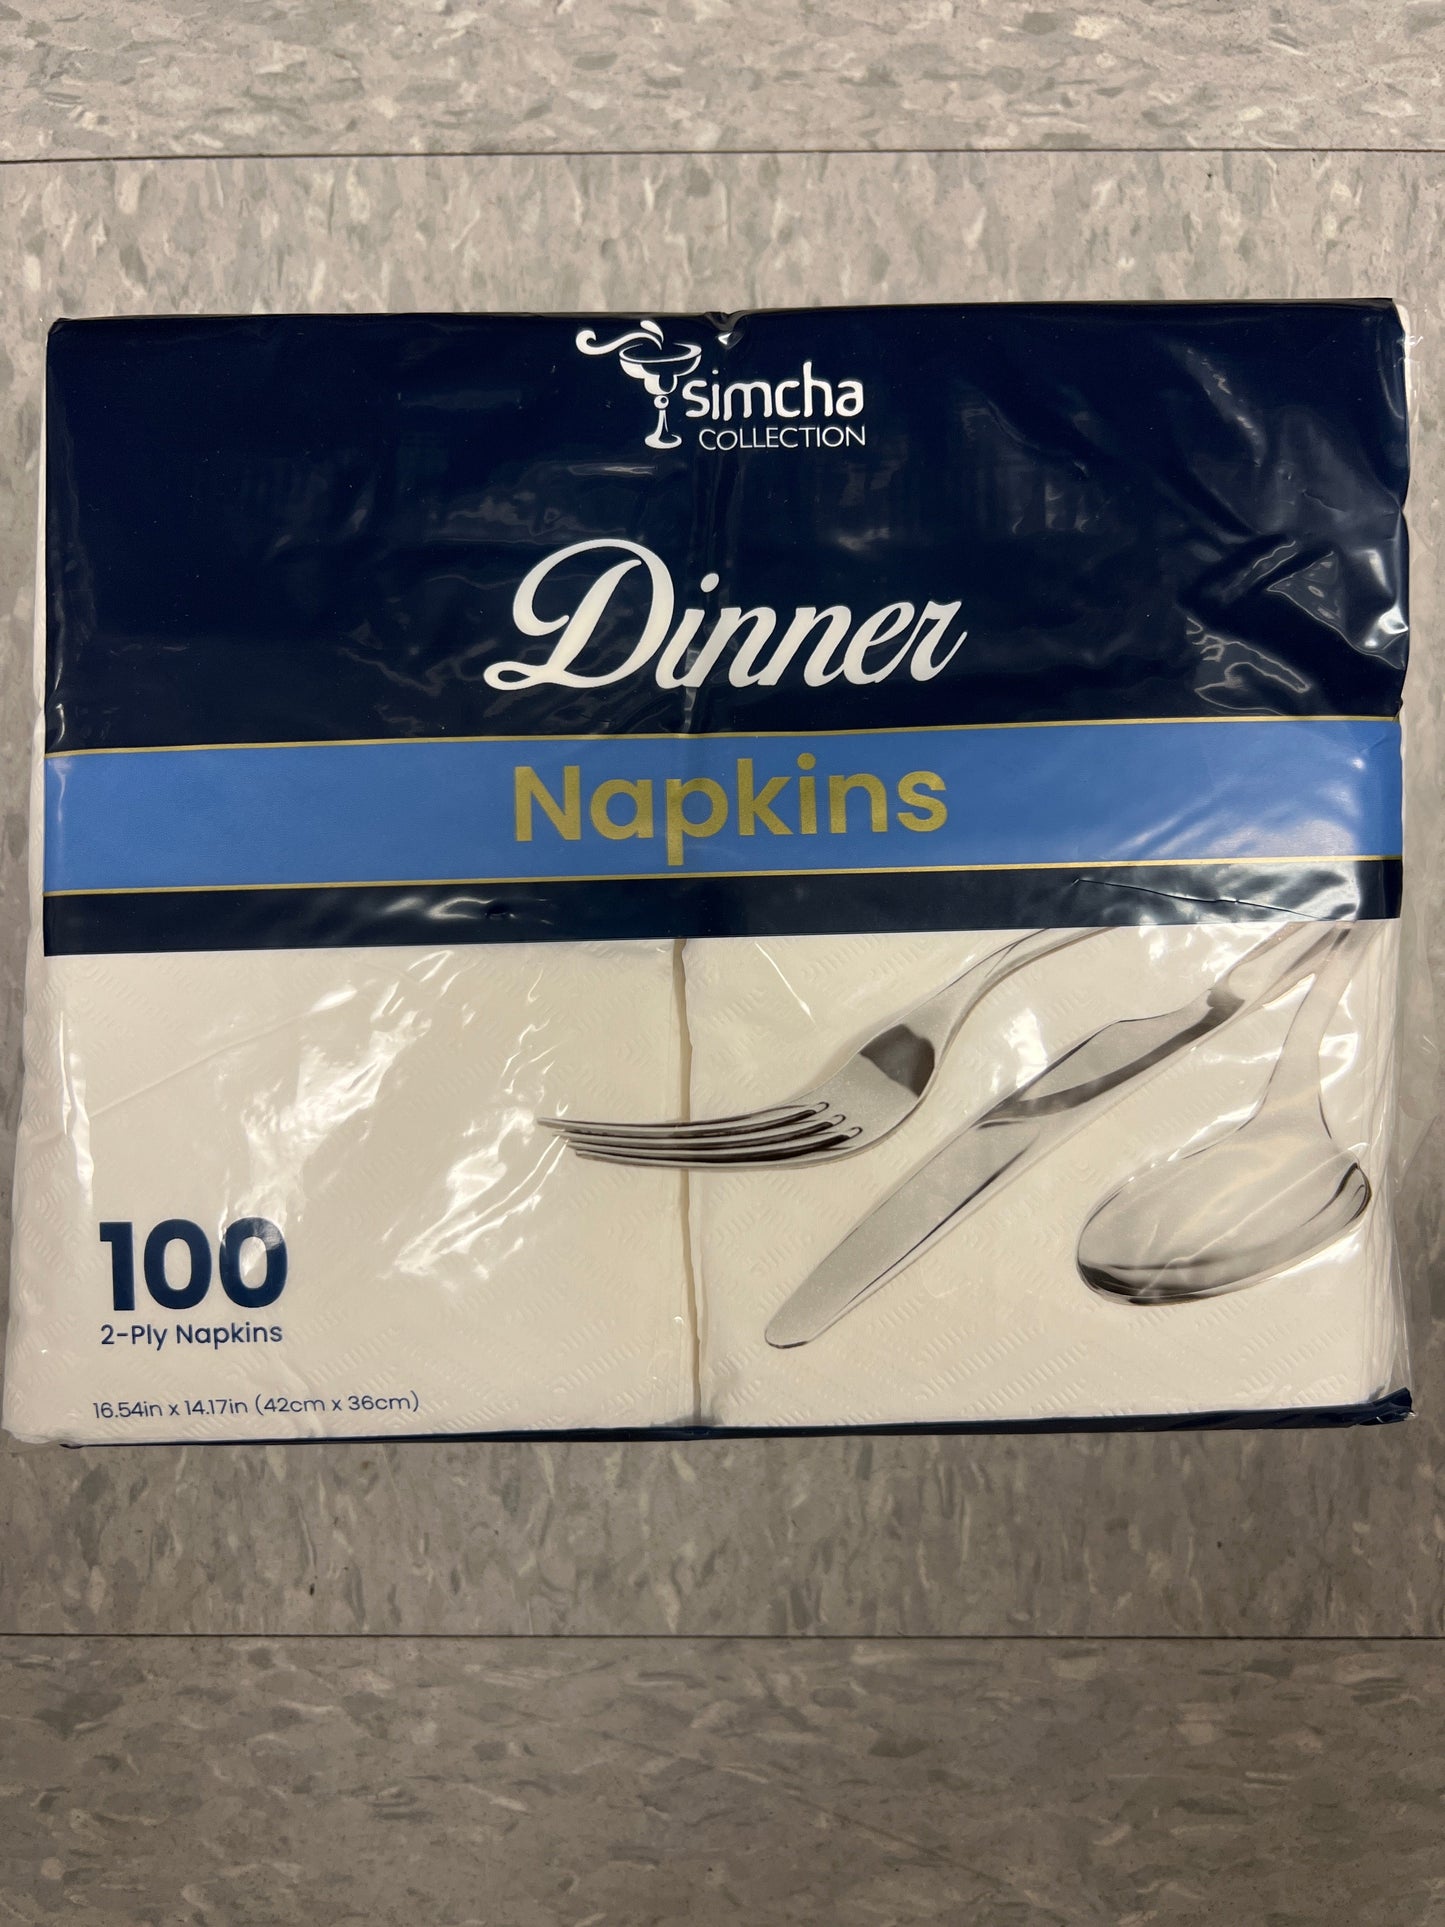 simcha
COLLECTION
Dinner
Napkins
100
2-Ply Napkins
16.54in x 14.17in (42cm x 36cm)